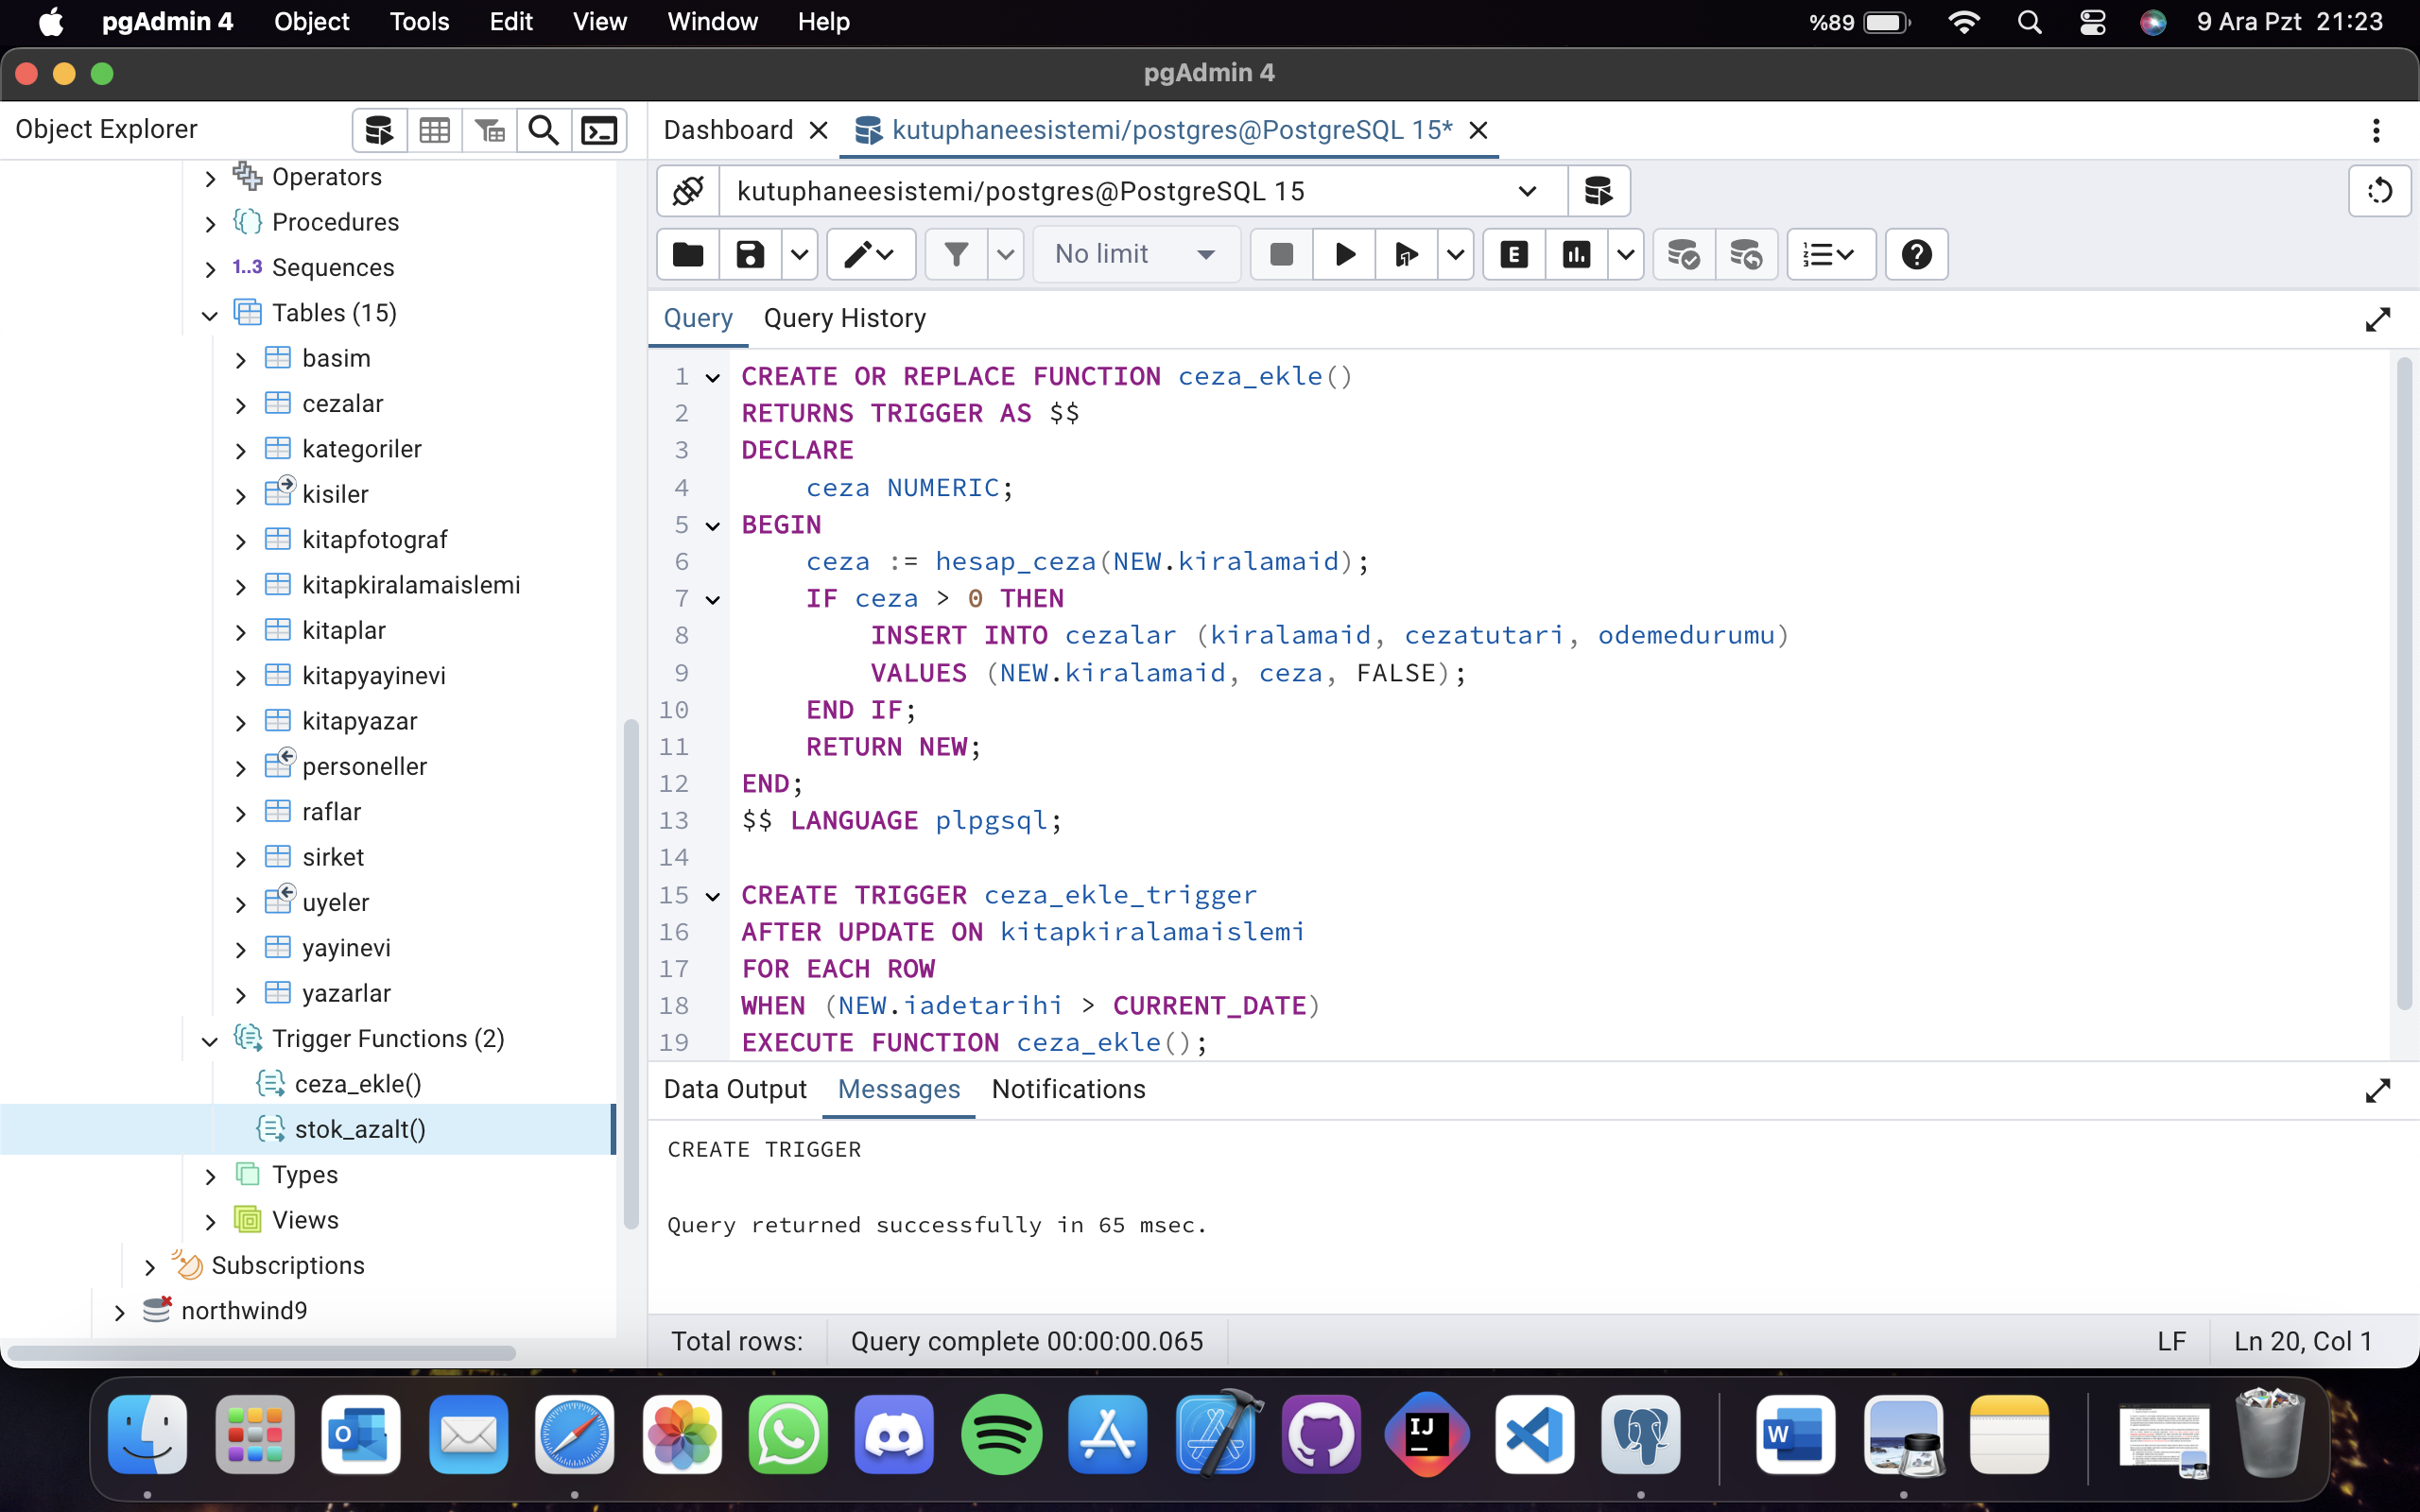 pgAdmin 4 Object Tools Edit View Window Help %89 9 Ara Pzt 21:23
pgAdmin 4
Object Explorer
Operators
Procedures
1..3 Sequences
Tables (15)
basim
cezalar
kategoriler
kisiler
kitapfotograf
kitapkiralamaislemi
kitaplar
kitapyayinevi
kitapyazar
personeller
raflar
sirket
uyeler
yayinevi
yazarlar
Trigger Functions (2)
ceza_ekle()
stok_azalt()
Types
Views
Subscriptions
northwind9
Dashboard kutuphaneesistemi/postgres@PostgreSQL 15*
kutuphaneesistemi/postgres@PostgreSQL 15
No limit E
Query Query History
1 CREATE OR REPLACE FUNCTION ceza_ekle()
2 RETURNS TRIGGER AS $$
3 DECLARE
4 ceza NUMERIC;
5 BEGIN
6 ceza := hesap_ceza(NEW.kiralamaid);
7 IF ceza > 0 THEN
8 INSERT INTO cezalar (kiralamaid, cezatutari, odemedurumu)
9 VALUES (NEW.kiralamaid, ceza, FALSE);
10 END IF;
11 RETURN NEW;
12 END;
13 $$ LANGUAGE plpgsql;
14
15 CREATE TRIGGER ceza_ekle_trigger
16 AFTER UPDATE ON kitapkiralamaislemi
17 FOR EACH ROW
18 WHEN (NEW.iadetarihi > CURRENT_DATE)
19 EXECUTE FUNCTION ceza_ekle();
Data Output Messages Notifications
CREATE TRIGGER
Query returned successfully in 65 msec.
Total rows: Query complete 00:00:00.065 LF Ln 20, Col 1
O IJ W